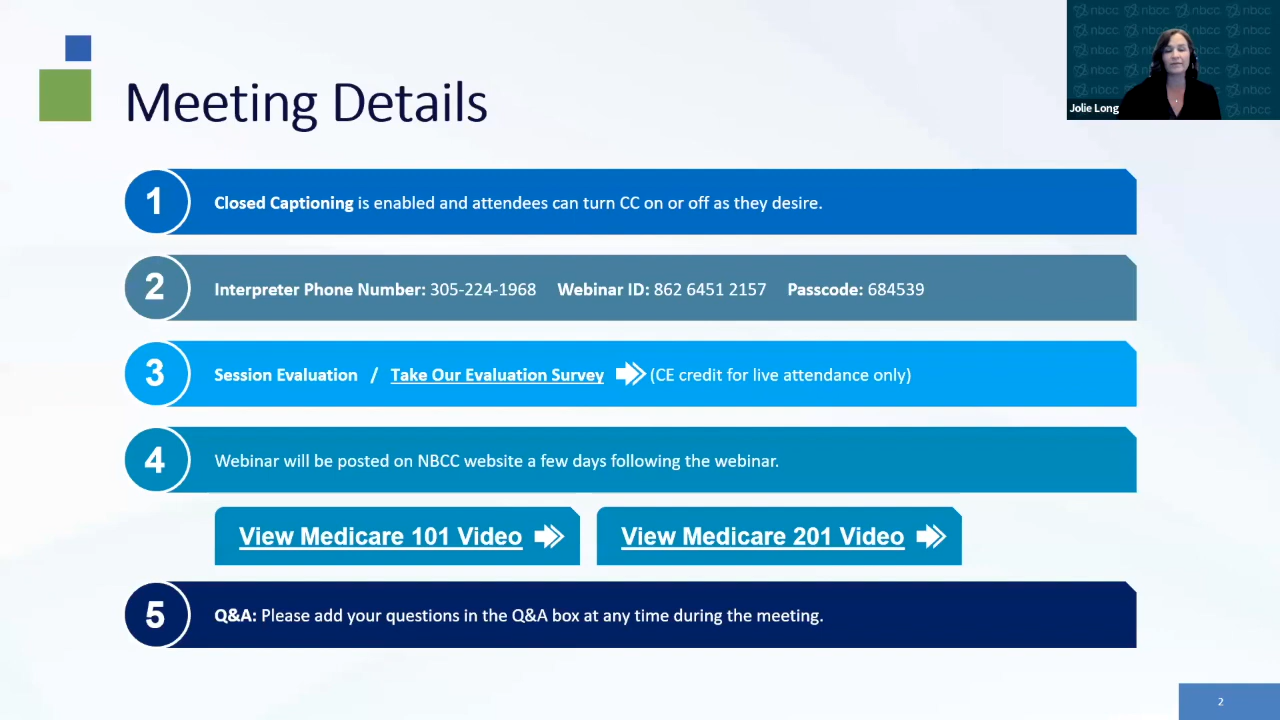 nbcc nbcc nbcc nbcc
Meeting Details
Jolie Long
1
Closed Captioning is enabled and attendees can turn CC on or off as they desire.
2
Interpreter Phone Number: 305-224-1968 Webinar ID: 862 6451 2157 Passcode: 684539
3
Session Evaluation / Take Our Evaluation Survey (CE credit for live attendance only)
4
Webinar will be posted on NBCC website a few days following the webinar.
View Medicare 101 Video View Medicare 201 Video
5
Q&A: Please add your questions in the Q&A box at any time during the meeting.
2